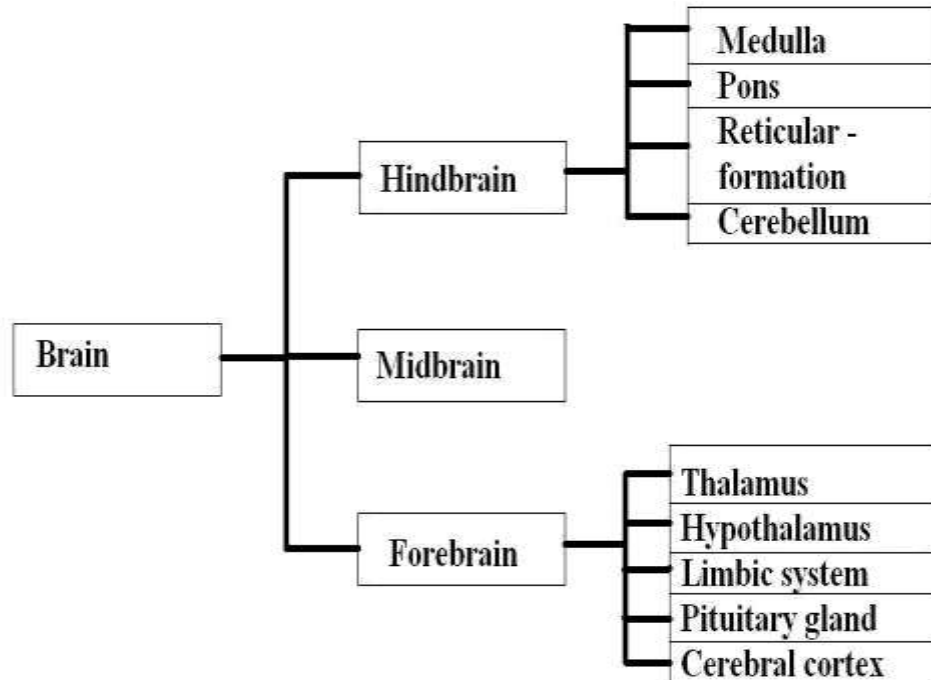 Medulla
Pons
Reticular -
formation
Cerebellum
Hindbrain
Brain
Midbrain
Forebrain
Thalamus
Hypothalamus
Limbic system
Pituitary gland
Cerebral cortex